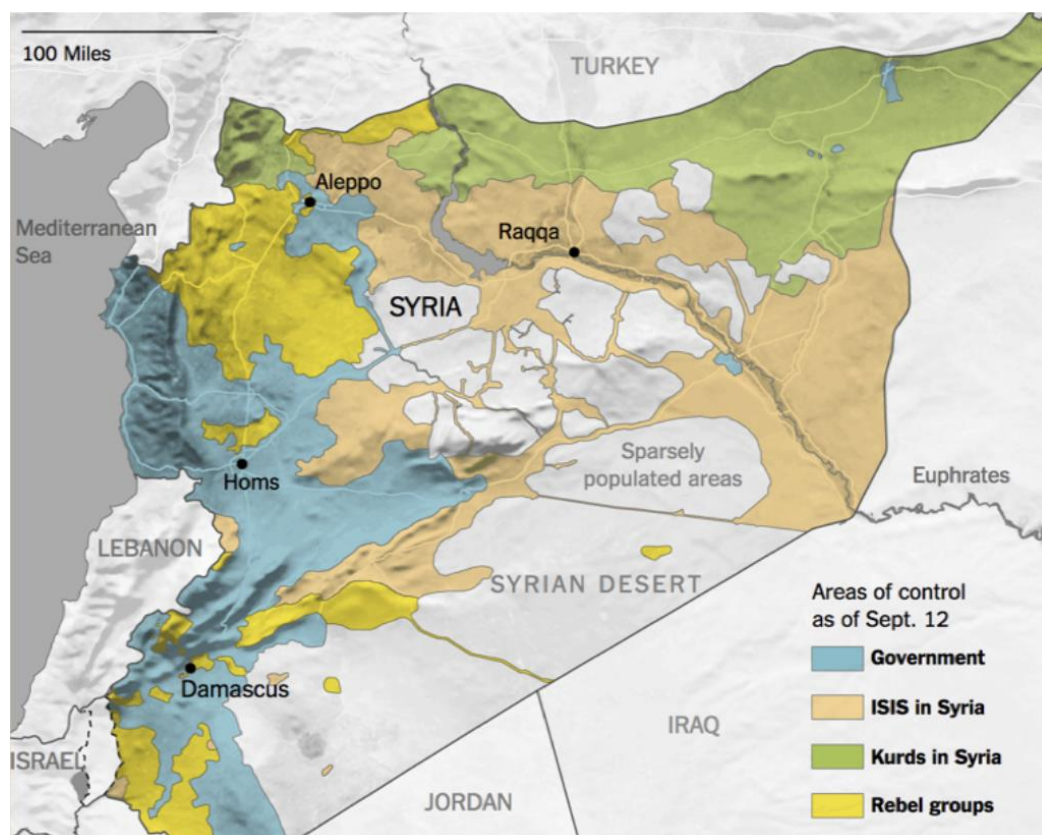 100 Miles
TURKEY
Aleppo
Mediterranean
Sea
Raqqa
SYRIA
Homs
Sparsely
populated areas
Euphrates
LEBANON
SYRIAN DESERT
Damascus
ISRAEL
JORDAN
IRAQ
Areas of control
as of Sept. 12
Government
ISIS in Syria
Kurds in Syria
Rebel groups